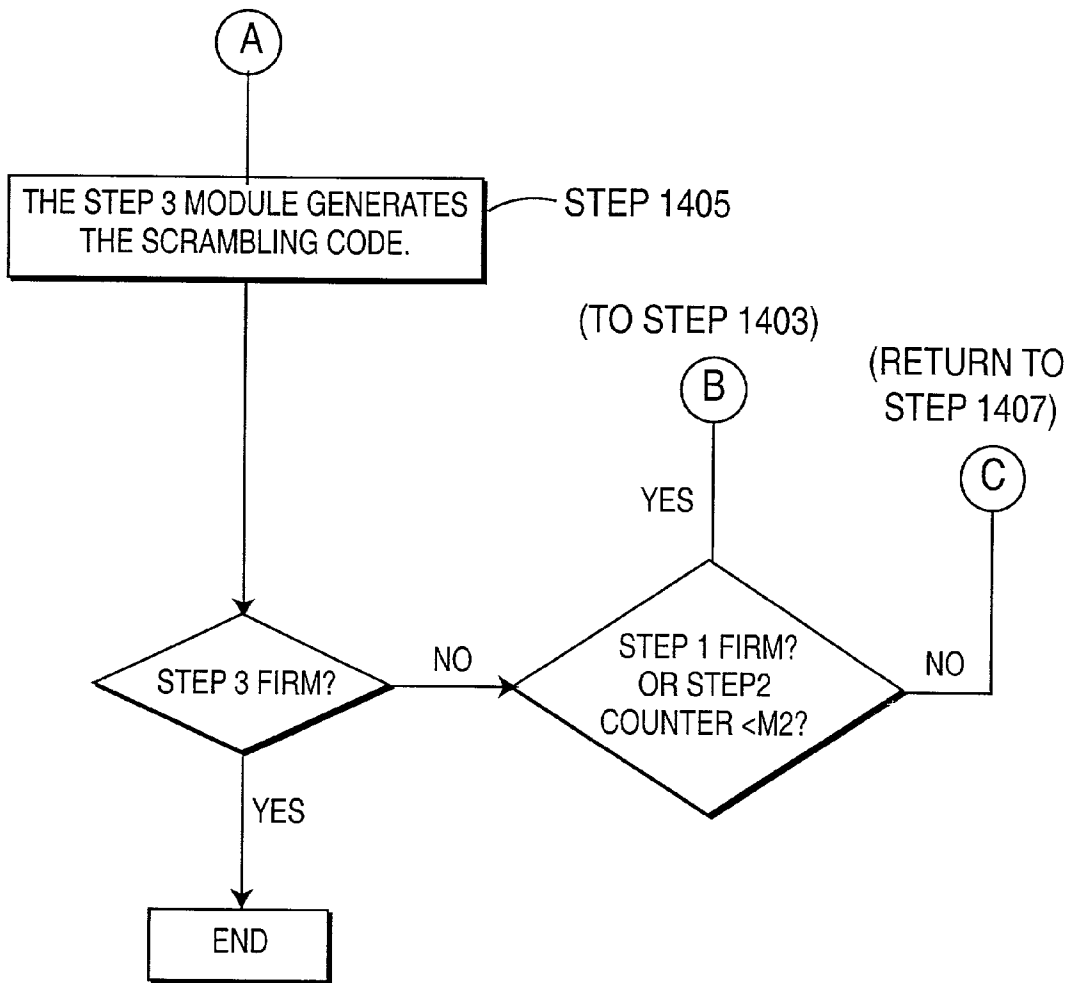 A
THE STEP 3 MODULE GENERATES
THE SCRAMBLING CODE.
STEP 1405
(TO STEP 1403)
B
(RETURN TO
STEP 1407)
C
YES
STEP 3 FIRM?
NO
STEP 1 FIRM?
OR STEP2
COUNTER <M2?
NO
YES
END